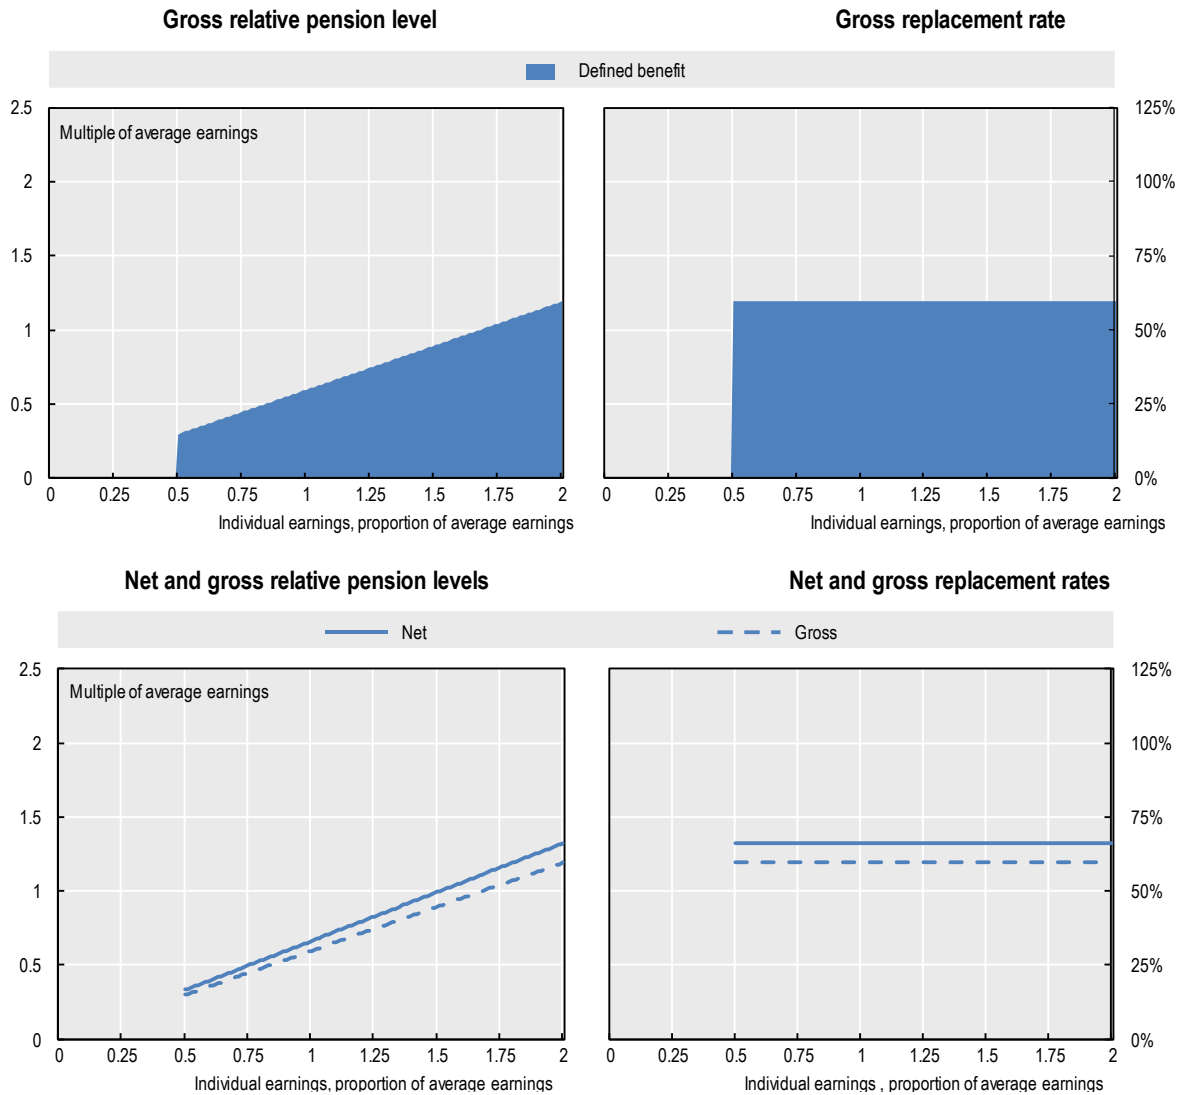 Gross relative pension level
Gross replacement rate
Defined benefit
2.5
2
1.5
1
0.5
0
Multiple of average earnings
0 0.25 0.5 0.75 1 1.25 1.5 1.75 2
Individual earnings, proportion of average earnings
125%
100%
75%
50%
25%
0%
0 0.25 0.5 0.75 1 1.25 1.5 1.75 2
Individual earnings, proportion of average earnings
Net and gross relative pension levels
Net and gross replacement rates
Net
Gross
2.5
2
1.5
1
0.5
0
Multiple of average earnings
0 0.25 0.5 0.75 1 1.25 1.5 1.75 2
Individual earnings, proportion of average earnings
125%
100%
75%
50%
25%
0%
0 0.25 0.5 0.75 1 1.25 1.5 1.75 2
Individual earnings , proportion of average earnings